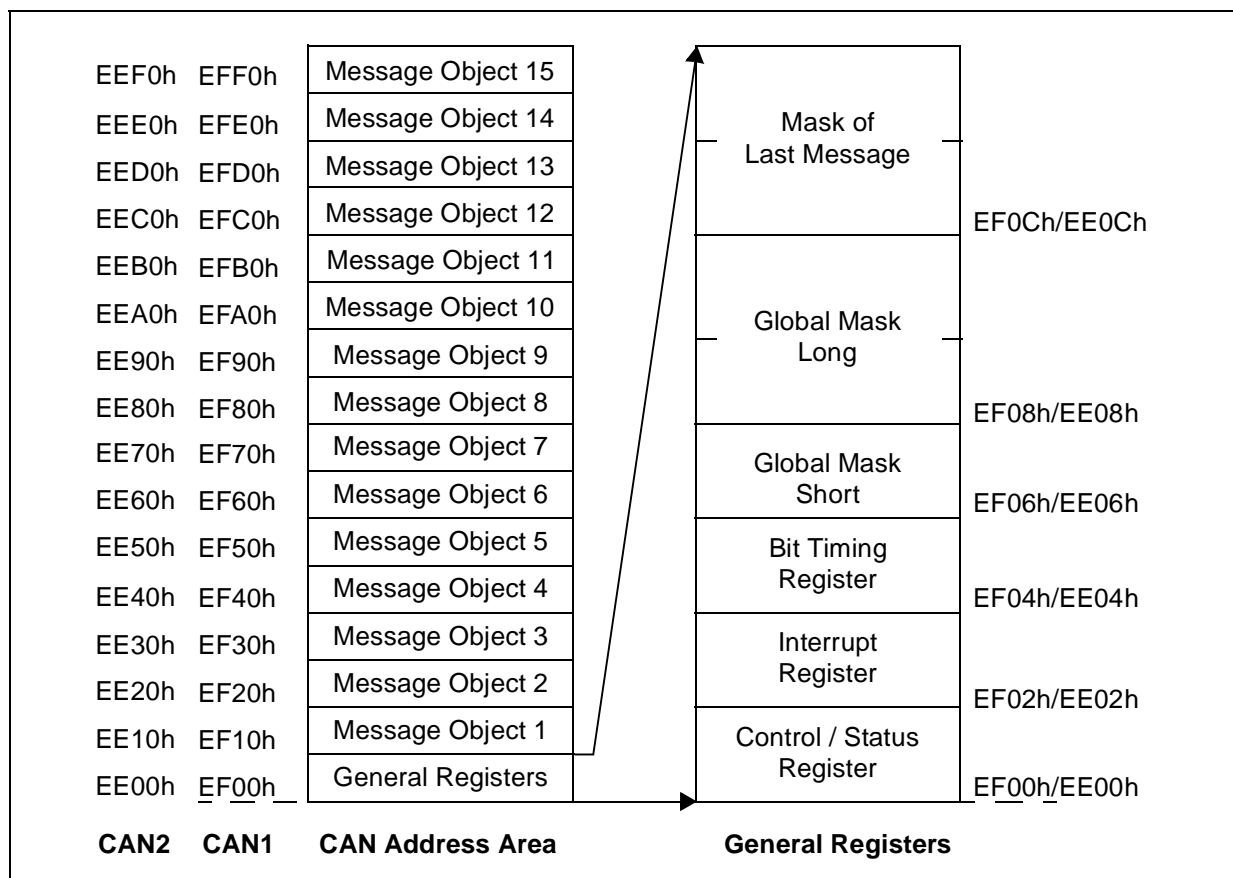 EEF0h EFF0h Message Object 15
EEE0h EFE0h Message Object 14
EED0h EFD0h Message Object 13
EEC0h EFC0h Message Object 12
EEB0h EFB0h Message Object 11
EEA0h EFA0h Message Object 10
EE90h EF90h Message Object 9
EE80h EF80h Message Object 8
EE70h EF70h Message Object 7
EE60h EF60h Message Object 6
EE50h EF50h Message Object 5
EE40h EF40h Message Object 4
EE30h EF30h Message Object 3
EE20h EF20h Message Object 2
EE10h EF10h Message Object 1
EE00h EF00h General Registers
CAN2 CAN1 CAN Address Area
Mask of
Last Message
EF0Ch/EE0Ch
Global Mask
Long
EF08h/EE08h
Global Mask
Short
EF06h/EE06h
Bit Timing
Register
EF04h/EE04h
Interrupt
Register
EF02h/EE02h
Control / Status
Register
EF00h/EE00h
General Registers